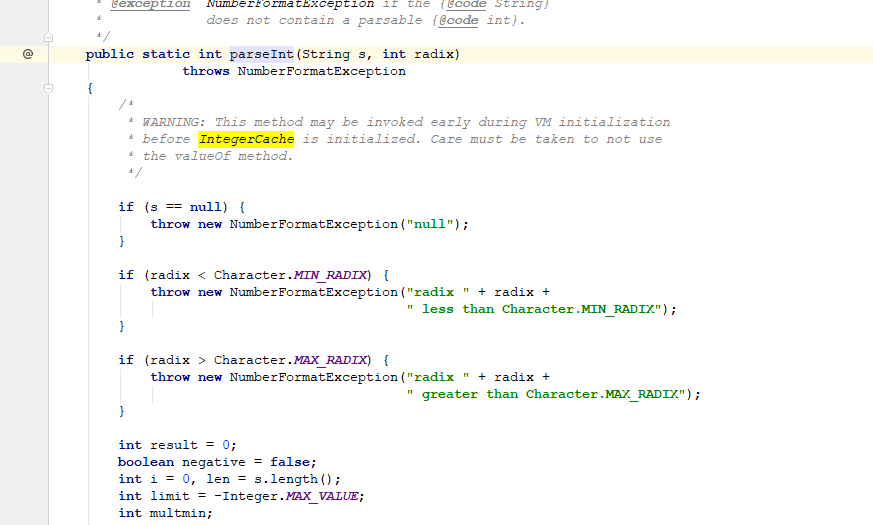 * @exception  NumberFormatException if the {@code String}
*             does not contain a parsable {@code int}.
*/
@ public static int parseInt(String s, int radix)
            throws NumberFormatException
{
    /*
     * WARNING: This method may be invoked early during VM initialization
     * before IntegerCache is initialized. Care must be taken to not use
     * the valueOf method.
     */
    if (s == null) {
        throw new NumberFormatException("null");
    }
    if (radix < Character.MIN_RADIX) {
        throw new NumberFormatException("radix " + radix +
                                        " less than Character.MIN_RADIX");
    }
    if (radix > Character.MAX_RADIX) {
        throw new NumberFormatException("radix " + radix +
                                        " greater than Character.MAX_RADIX");
    }
    int result = 0;
    boolean negative = false;
    int i = 0, len = s.length();
    int limit = -Integer.MAX_VALUE;
    int multmin;